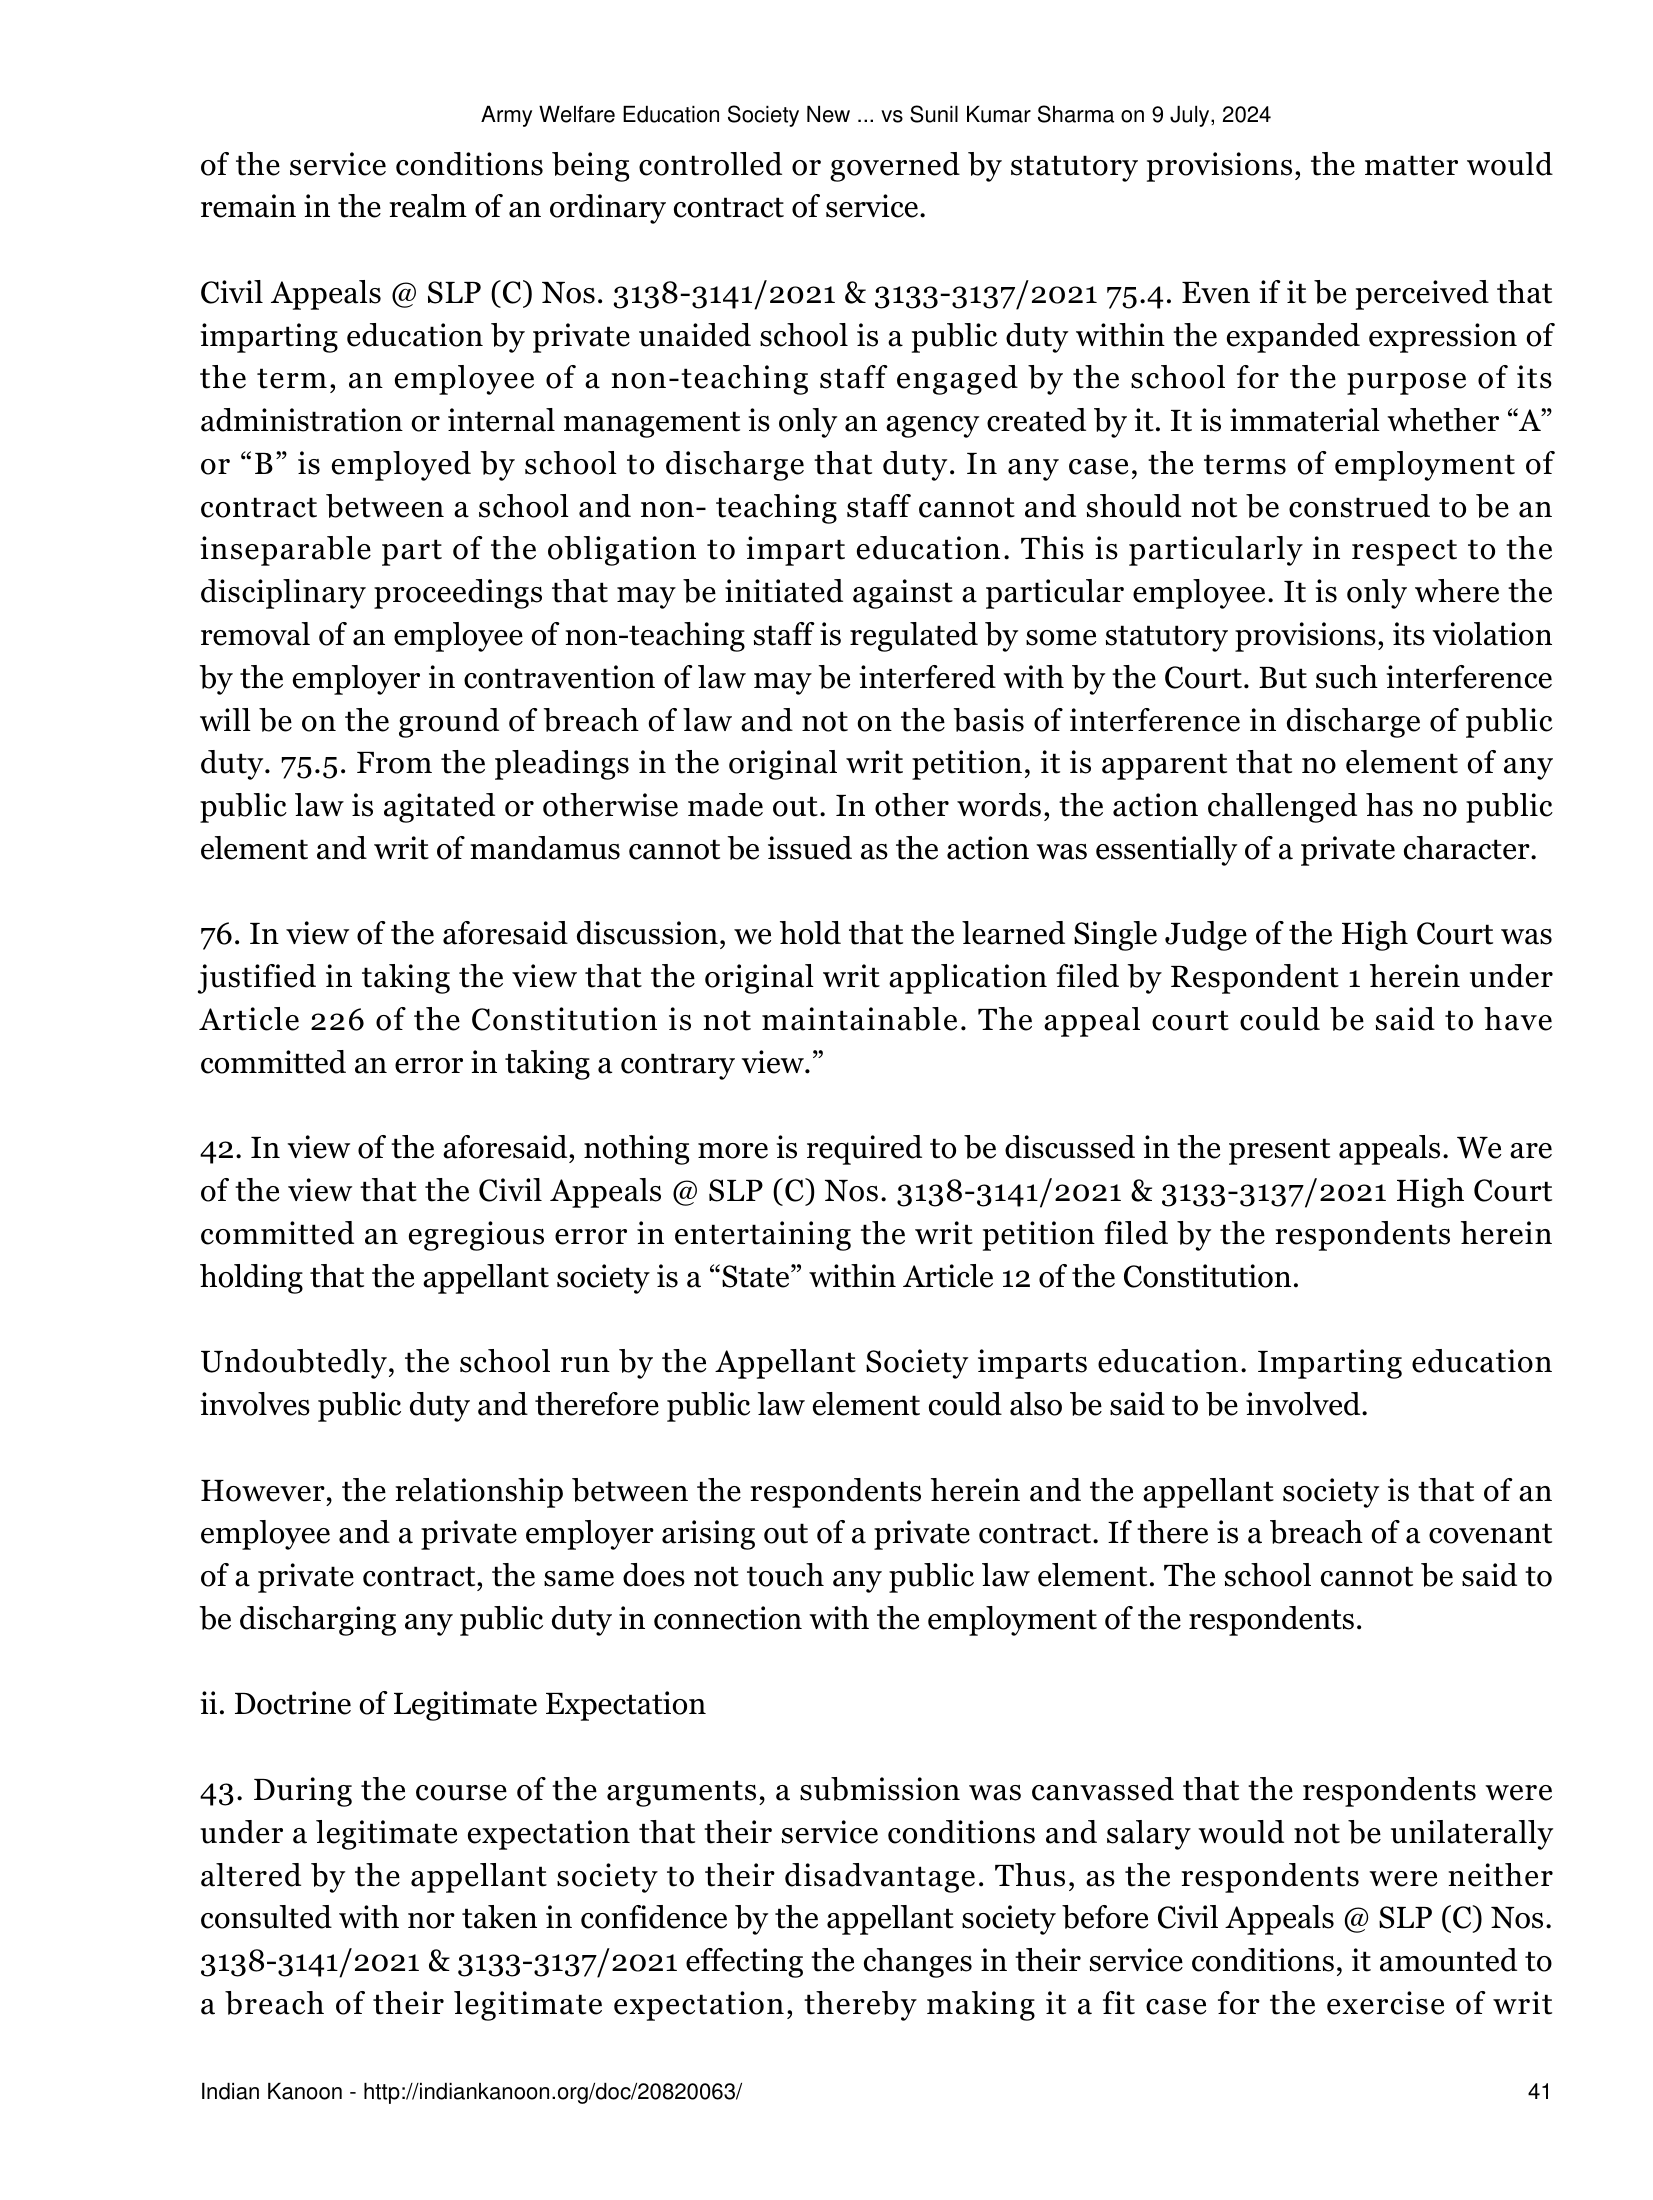 Army Welfare Education Society New ... vs Sunil Kumar Sharma on 9 July, 2024
of the service conditions being controlled or governed by statutory provisions, the matter would
remain in the realm of an ordinary contract of service.
Civil Appeals @ SLP (C) Nos. 3138-3141/2021 & 3133-3137/2021 75.4. Even if it be perceived that
imparting education by private unaided school is a public duty within the expanded expression of
the term, an employee of a non-teaching staff engaged by the school for the purpose of its
administration or internal management is only an agency created by it. It is immaterial whether “A”
or “B” is employed by school to discharge that duty. In any case, the terms of employment of
contract between a school and non- teaching staff cannot and should not be construed to be an
inseparable part of the obligation to impart education. This is particularly in respect to the
disciplinary proceedings that may be initiated against a particular employee. It is only where the
removal of an employee of non-teaching staff is regulated by some statutory provisions, its violation
by the employer in contravention of law may be interfered with by the Court. But such interference
will be on the ground of breach of law and not on the basis of interference in discharge of public
duty. 75.5. From the pleadings in the original writ petition, it is apparent that no element of any
public law is agitated or otherwise made out. In other words, the action challenged has no public
element and writ of mandamus cannot be issued as the action was essentially of a private character.
76. In view of the aforesaid discussion, we hold that the learned Single Judge of the High Court was
justified in taking the view that the original writ application filed by Respondent 1 herein under
Article 226 of the Constitution is not maintainable. The appeal court could be said to have
committed an error in taking a contrary view.”
42. In view of the aforesaid, nothing more is required to be discussed in the present appeals. We are
of the view that the Civil Appeals @ SLP (C) Nos. 3138-3141/2021 & 3133-3137/2021 High Court
committed an egregious error in entertaining the writ petition filed by the respondents herein
holding that the appellant society is a “State” within Article 12 of the Constitution.
Undoubtedly, the school run by the Appellant Society imparts education. Imparting education
involves public duty and therefore public law element could also be said to be involved.
However, the relationship between the respondents herein and the appellant society is that of an
employee and a private employer arising out of a private contract. If there is a breach of a covenant
of a private contract, the same does not touch any public law element. The school cannot be said to
be discharging any public duty in connection with the employment of the respondents.
ii. Doctrine of Legitimate Expectation
43. During the course of the arguments, a submission was canvassed that the respondents were
under a legitimate expectation that their service conditions and salary would not be unilaterally
altered by the appellant society to their disadvantage. Thus, as the respondents were neither
consulted with nor taken in confidence by the appellant society before Civil Appeals @ SLP (C) Nos.
3138-3141/2021 & 3133-3137/2021 effecting the changes in their service conditions, it amounted to
a breach of their legitimate expectation, thereby making it a fit case for the exercise of writ
Indian Kanoon - http://indiankanoon.org/doc/20820063/ 41